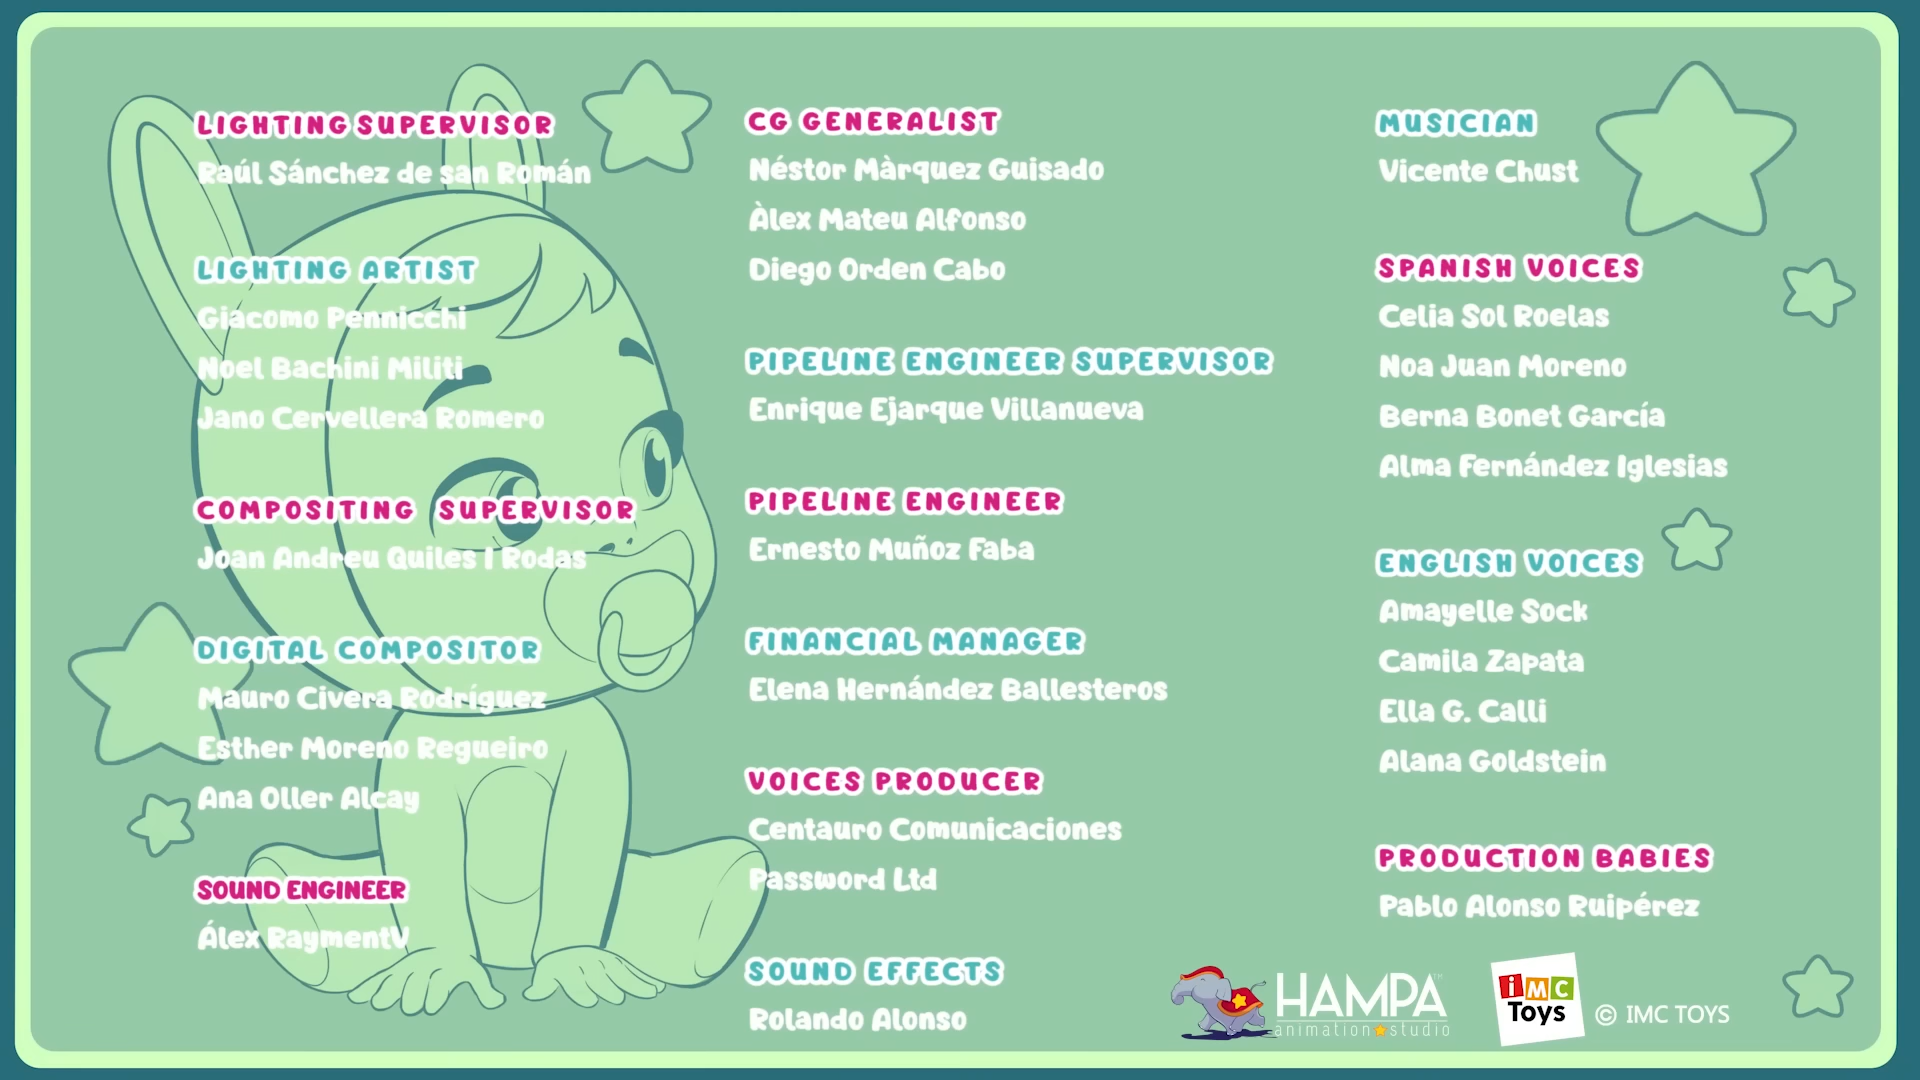 LIGHTING SUPERVISOR
Raúl Sánchez de san Román
LIGHTING ARTIST
Giacomo Pennicchi
Noel Bachini Militi
Jano Cervellera Romero
COMPOSITING SUPERVISOR
Joan Andreu Quiles I Rodas
DIGITAL COMPOSITOR
Mauro Civera Rodríguez
Esther Moreno Regueiro
Ana Oller Alcay
SOUND ENGINEER
Álex RaymentV
CG GENERALIST
Néstor Màrquez Guisado
Àlex Mateu Alfonso
Diego Orden Cabo
PIPELINE ENGINEER SUPERVISOR
Enrique Ejarque Villanueva
PIPELINE ENGINEER
Ernesto Muñoz Faba
FINANCIAL MANAGER
Elena Hernández Ballesteros
VOICES PRODUCER
Centauro Comunicaciones
Password Ltd
SOUND EFFECTS
Rolando Alonso
MUSICIAN
Vicente Chust
SPANISH VOICES
Celia Sol Roelas
Noa Juan Moreno
Berna Bonet García
Alma Fernández Iglesias
ENGLISH VOICES
Amayelle Sock
Camila Zapata
Ella G. Calli
Alana Goldstein
PRODUCTION BABIES
Pablo Alonso Ruipérez
HAMPA™
animation studio
iMC
Toys
© IMC TOYS